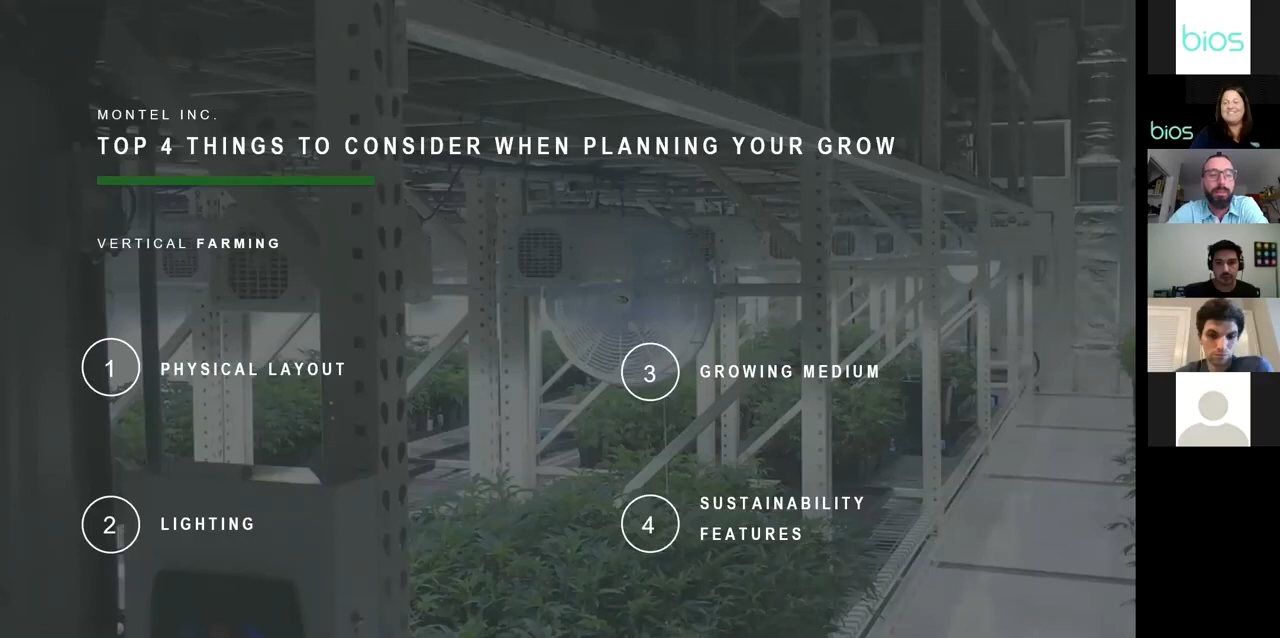 MONTEL INC.
TOP 4 THINGS TO CONSIDER WHEN PLANNING YOUR GROW
VERTICAL FARMING
1 PHYSICAL LAYOUT
2 LIGHTING
3 GROWING MEDIUM
4 SUSTAINABILITY
FEATURES
bios
bios